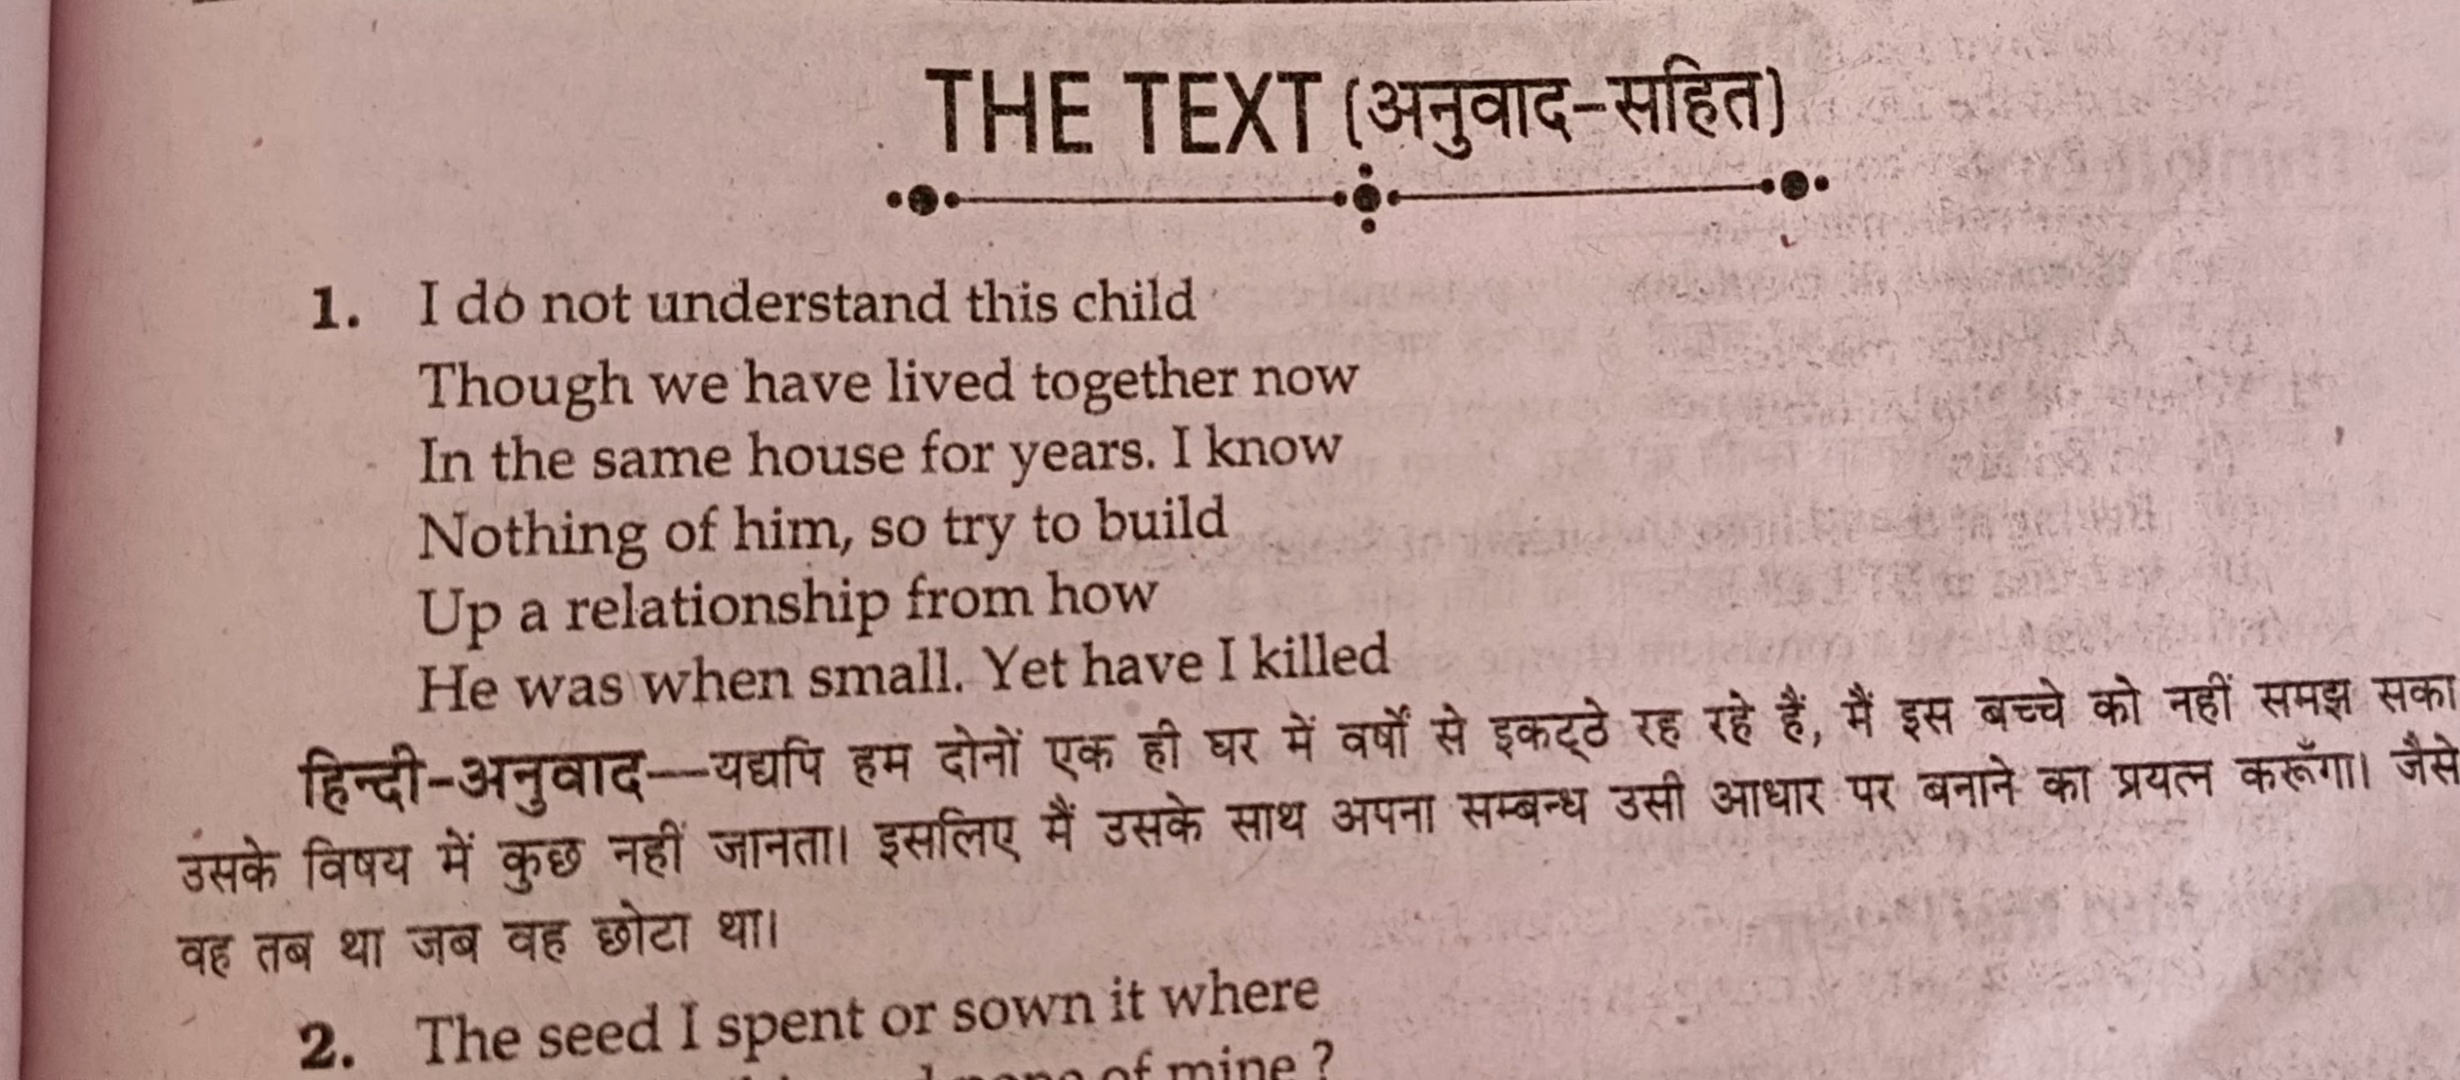 THE TEXT (अनुवाद-सहित)
1. I do not understand this child
Though we have lived together now
In the same house for years. I know
Nothing of him, so try to build
Up a relationship from how
He was when small. Yet have I killed
हिन्दी-अनुवाद—यद्यपि हम दोनों एक ही घर में वर्षों से इकट्ठे रह रहे हैं, मैं इस बच्चे को नहीं समझ सका
उसके विषय में कुछ नहीं जानता। इसलिए मैं उसके साथ अपना सम्बन्ध उसी आधार पर बनाने का प्रयत्न करूँगा। जैसे
वह तब था जब वह छोटा था।
2. The seed I spent or sown it where
of mine ?